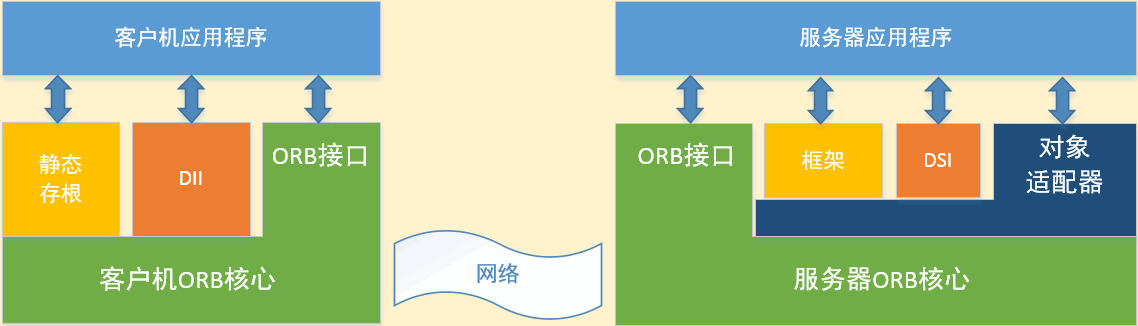 客户机应用程序
服务器应用程序
静态
存根
DII
ORB接口
ORB接口
框架
DSI
对象
适配器
客户机ORB核心
网络
服务器ORB核心